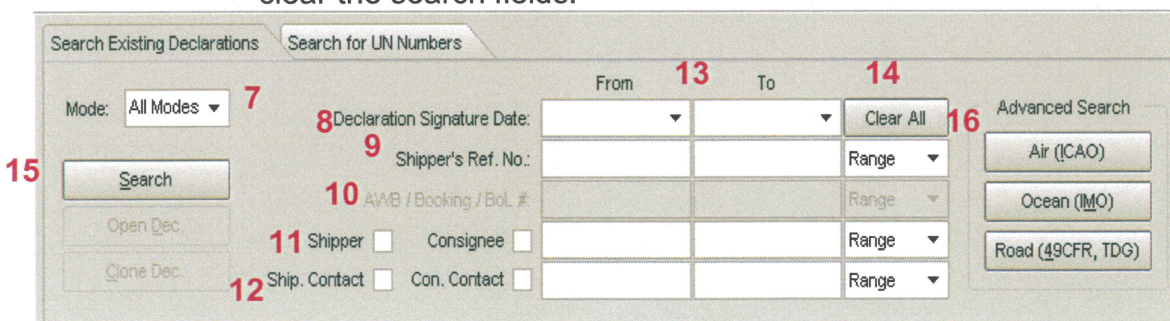 clear the search fields.
Search Existing Declarations Search for UN Numbers
From 13 To 14
Mode: All Modes 7
8 Declaration Signature Date: Clear All 16 Advanced Search
9 Shipper's Ref. No.: Range Air (ICAO)
15 Search
10 AWB / Booking / BoL #: Range Ocean (IMO)
Open Dec.
11 Shipper Consignee Range Road (49CFR, TDG)
Clone Dec
12 Ship. Contact Con. Contact Range